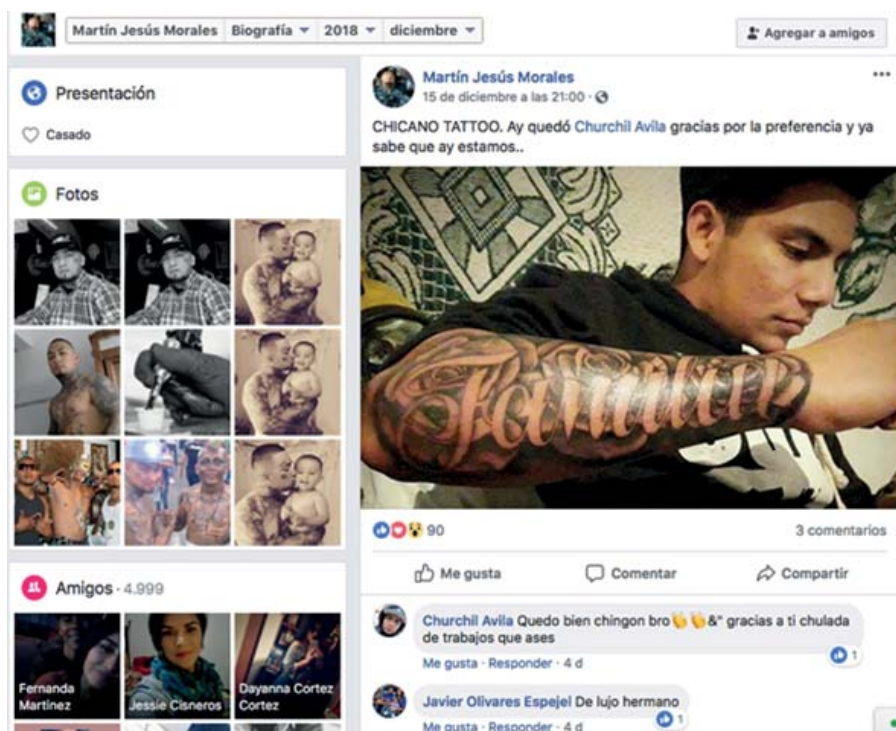 Martín Jesús Morales Biografía 2018 diciembre
Agregar a amigos
Presentación
Casado
Fotos
Amigos · 4.999
Fernanda
Martinez
Jessie Cisneros
Dayanna Cortez
Cortez
Martín Jesús Morales
15 de diciembre a las 21:00 ·
CHICANO TATTOO. Ay quedó Churchil Avila gracias por la preferencia y ya
sabe que ay estamos..
90
3 comentarios
Me gusta
Comentar
Compartir
Churchil Avila Quedo bien chingon bro👏👏&" gracias a ti chulada
de trabajos que ases
1
Me gusta · Responder · 4 d
Javier Olivares Espejel De lujo hermano
1
Me gusta · Responder · 4 d